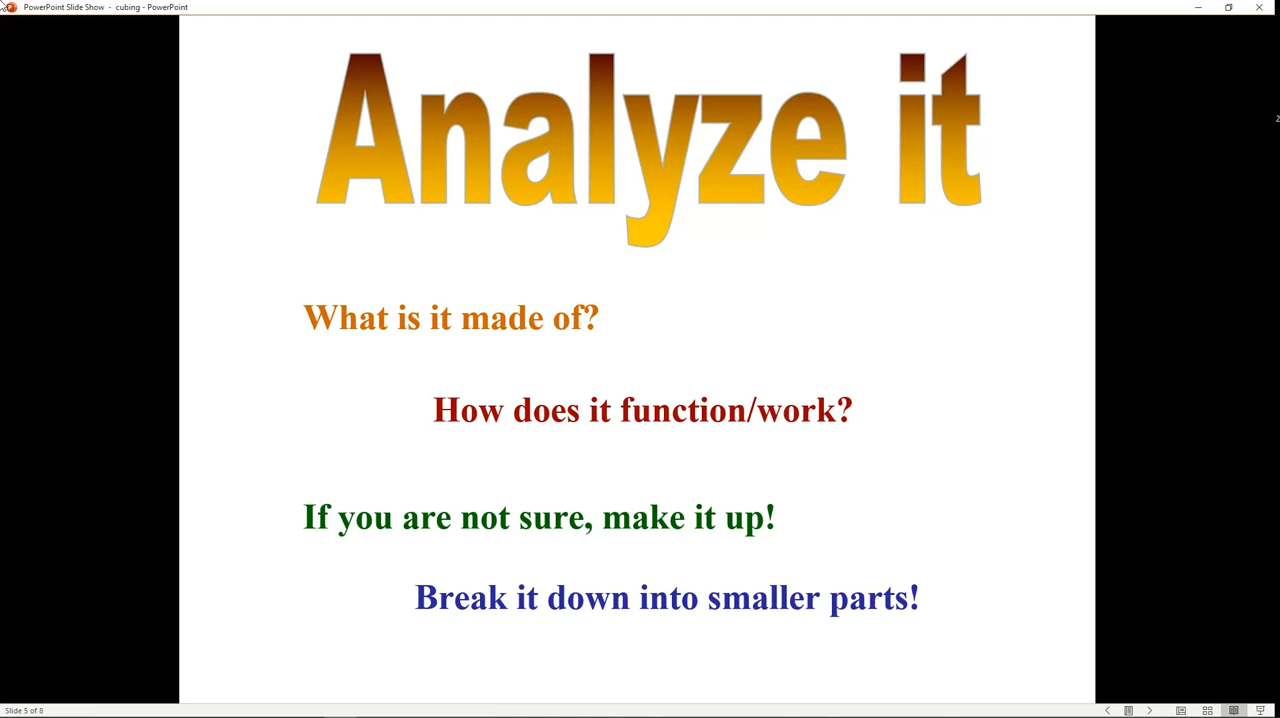 PowerPoint Slide Show - cubing - PowerPoint
Analyze it
What is it made of?
How does it function/work?
If you are not sure, make it up!
Break it down into smaller parts!
Slide 5 of 8